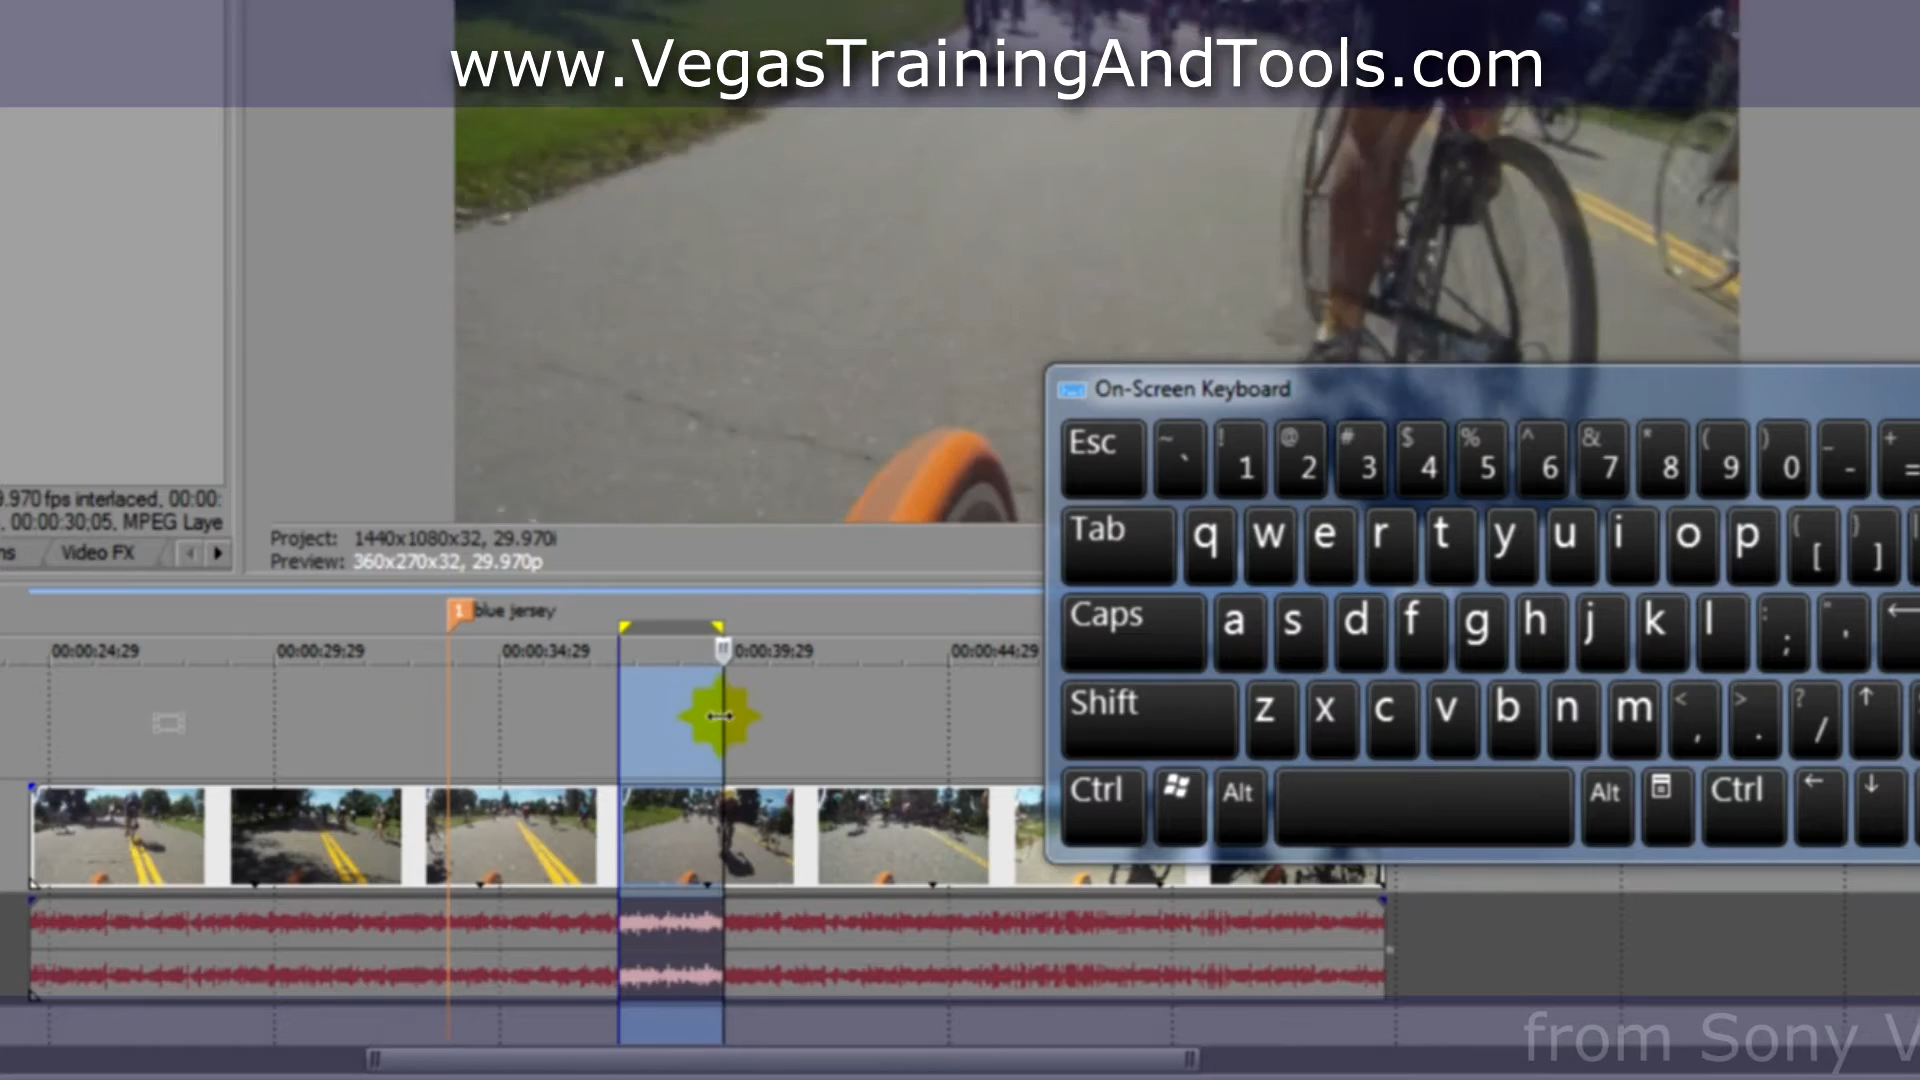 www.VegasTrainingAndTools.com
On-Screen Keyboard
Esc ~ ` ! 1 @ 2 # 3 $ 4 % 5 ^ 6 & 7 * 8 ( 9 ) 0 _ - + =
Tab q w e r t y u i o p { [ } ]
Caps a s d f g h j k l : ; " '
Shift z x c v b n m < , > . ? / ↑
Ctrl Alt Alt Ctrl ← ↓
fps interlaced, 00:00:
, 00:00:30;05, MPEG Laye
Video FX
Project: 1440x1080x32, 29.970i
Preview: 360x270x32, 29.970p
1 blue jersey
00:00:24;29 00:00:29;29 00:00:34;29 0:00:39;29 00:00:44;29
from Sony V